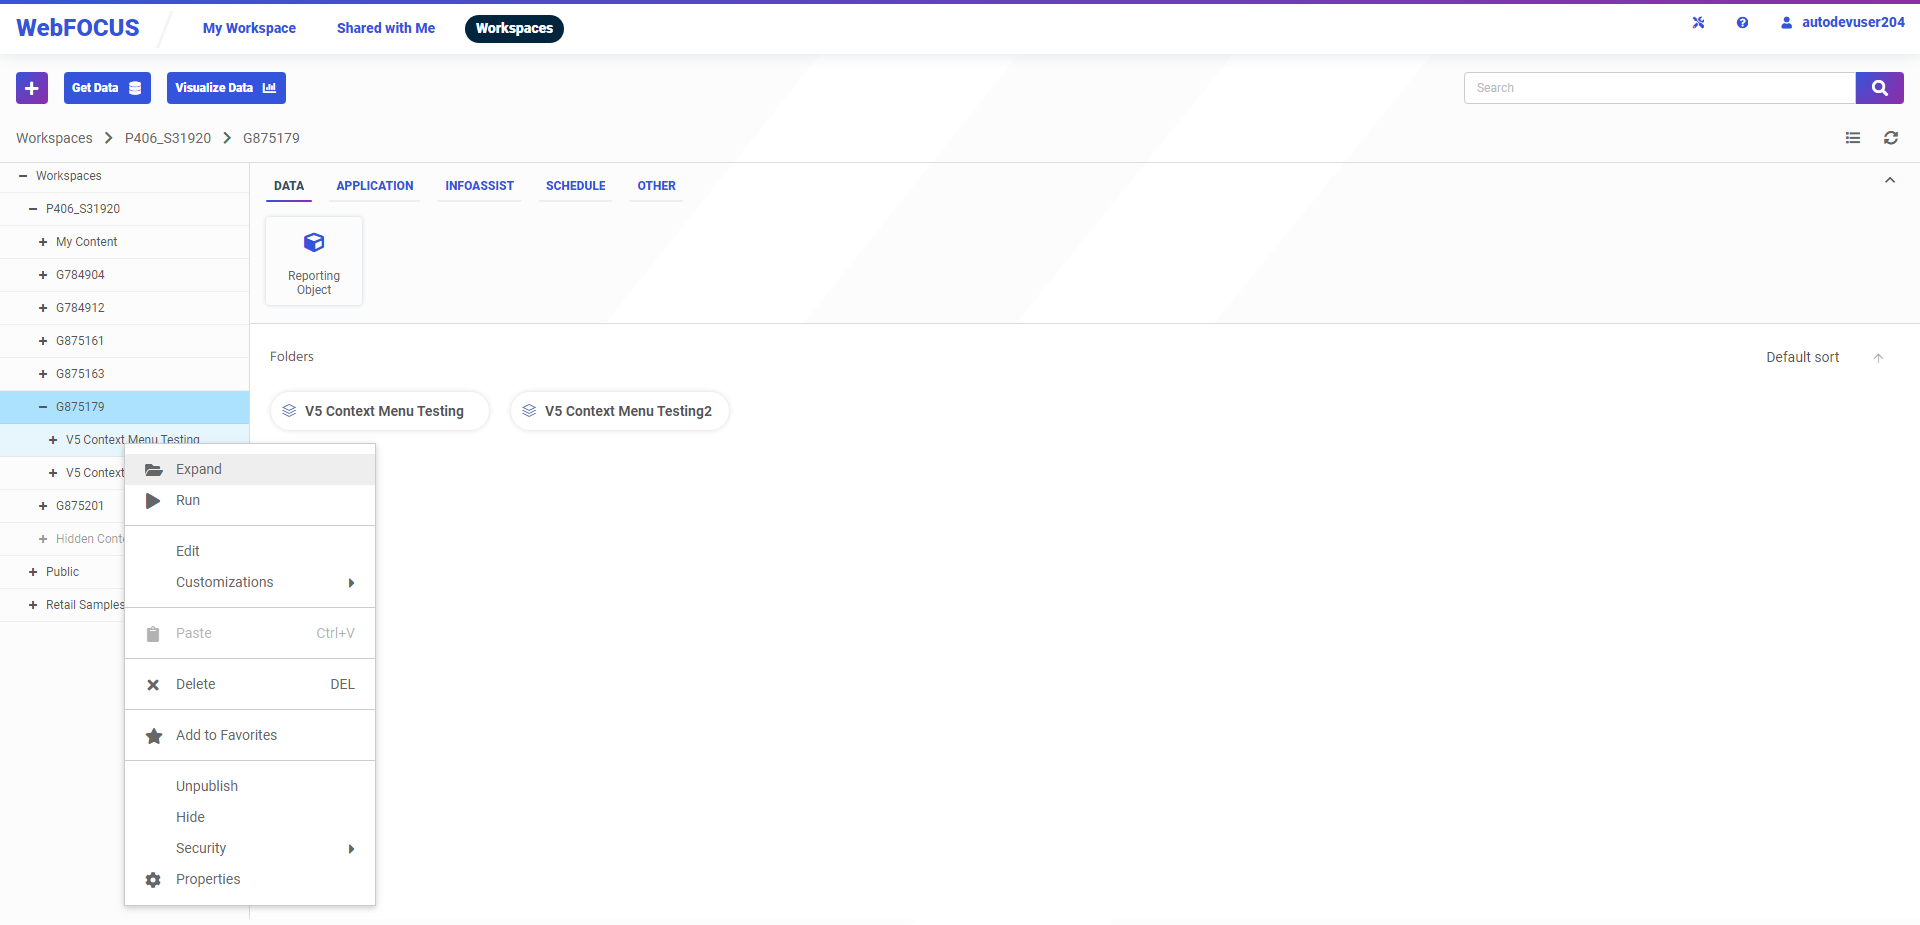 WebFOCUS
My Workspace
Shared with Me
Workspaces
autodevuser204
Get Data
Visualize Data
Search
Workspaces
P406_S31920
G875179
Workspaces
P406_S31920
My Content
G784904
G784912
G875161
G875163
G875179
V5 Context Menu Testing
V5 Context
G875201
Hidden Cont
Public
Retail Samples
DATA
APPLICATION
INFOASSIST
SCHEDULE
OTHER
Reporting
Object
Folders
Default sort
V5 Context Menu Testing
V5 Context Menu Testing2
Expand
Run
Edit
Customizations
Paste Ctrl+V
Delete DEL
Add to Favorites
Unpublish
Hide
Security
Properties